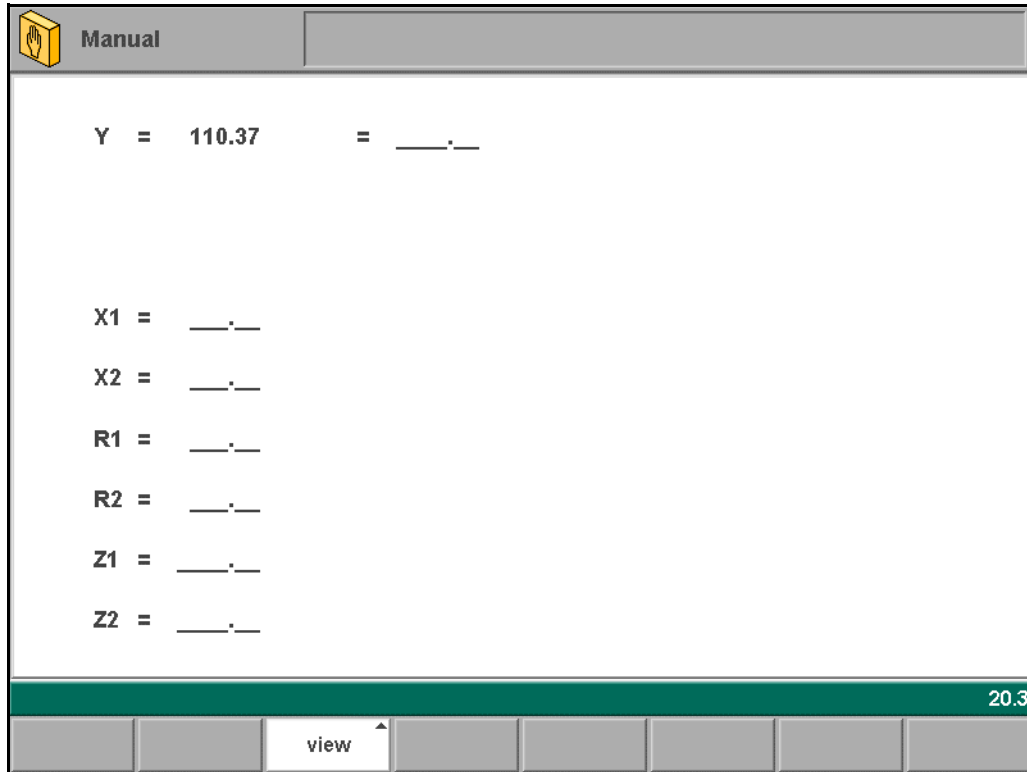 Manual
Y = 110.37 = ____.__
X1 = ___.__
X2 = ___.__
R1 = ___.__
R2 = ___.__
Z1 = ____.__
Z2 = ____.__
20.3
view